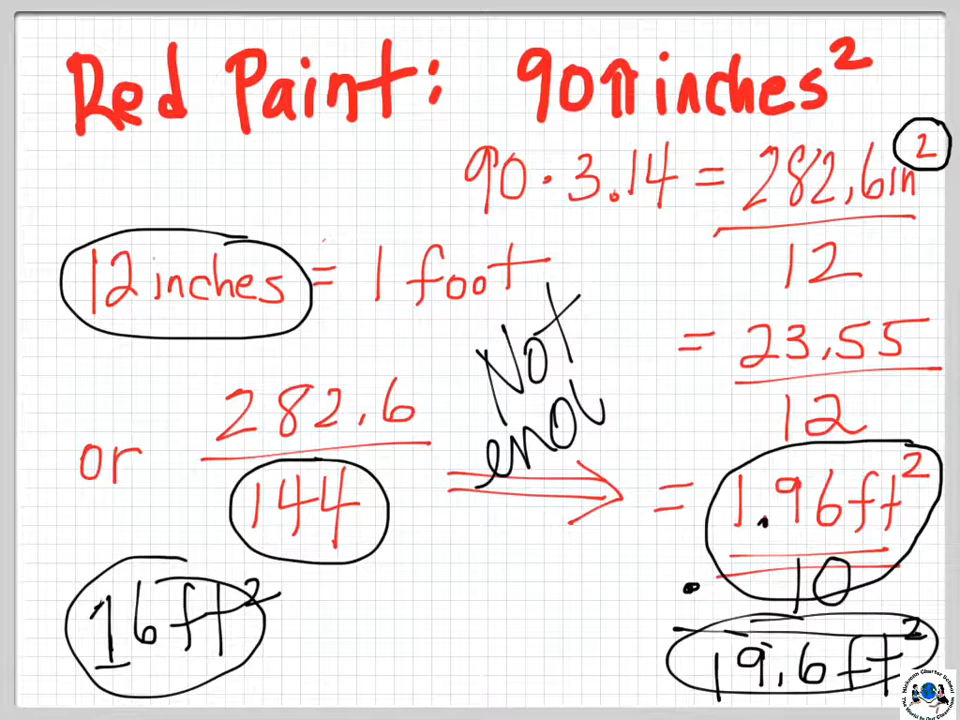 Red Paint: 90π inches²
90 · 3.14 = 282.6in²
12
12 inches = 1 foot
= 23.55
12
Not
or 282.6
144
= 1.96ft²
· 10
16ft²
19.6ft²